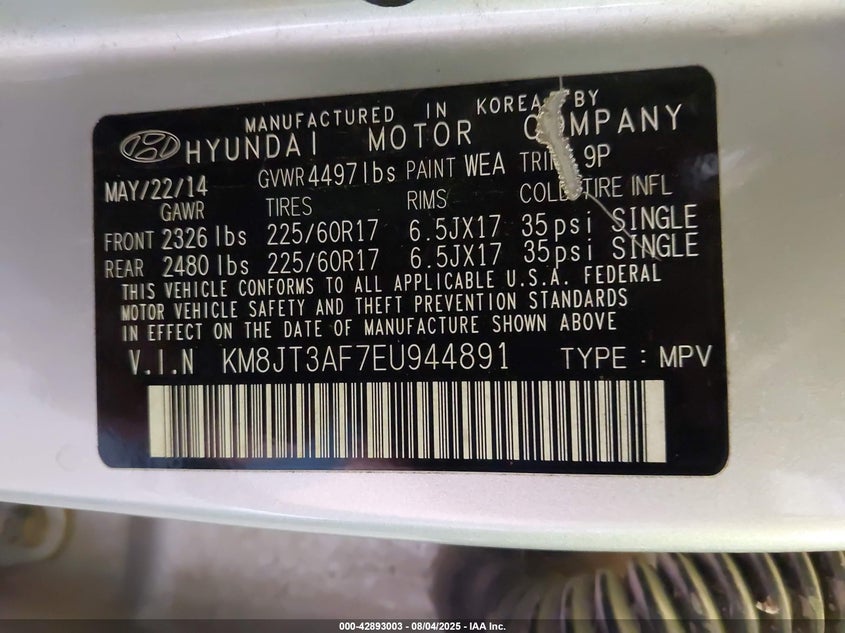 MANUFACTURED IN KOREA BY
HYUNDAI MOTOR COMPANY
MAY/22/14 GVWR 4497lbs PAINT WEA TRIM 9P
GAWR TIRES RIMS COLD TIRE INFL
FRONT 2326 lbs 225/60R17 6.5JX17 35psi SINGLE
REAR 2480 lbs 225/60R17 6.5JX17 35psi SINGLE
THIS VEHICLE CONFORMS TO ALL APPLICABLE U.S.A. FEDERAL
MOTOR VEHICLE SAFETY AND THEFT PREVENTION STANDARDS
IN EFFECT ON THE DATE OF MANUFACTURE SHOWN ABOVE
V.I.N KM8JT3AF7EU944891 TYPE : MPV
000-42893003 - 08/04/2025 - IAA Inc.